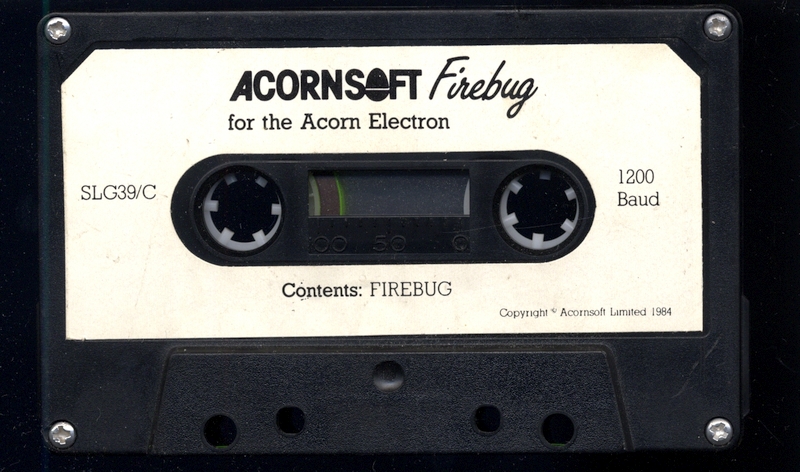 ACORNSOFT Firebug
for the Acorn Electron
SLG39/C
1200
Baud
100 50 0
Contents: FIREBUG
Copyright © Acornsoft Limited 1984